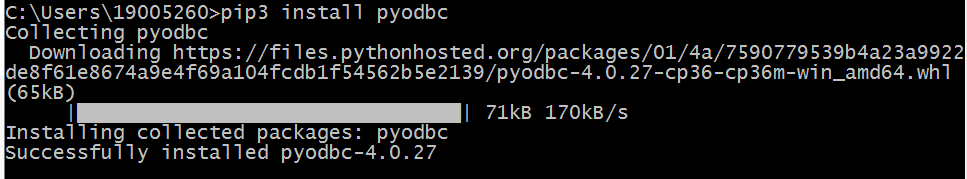 C:\Users\19005260>pip3 install pyodbc
Collecting pyodbc
  Downloading https://files.pythonhosted.org/packages/01/4a/7590779539b4a23a9922
de8f61e8674a9e4f69a104fcdb1f54562b5e2139/pyodbc-4.0.27-cp36-cp36m-win_amd64.whl
(65kB)
| | 71kB 170kB/s
Installing collected packages: pyodbc
Successfully installed pyodbc-4.0.27